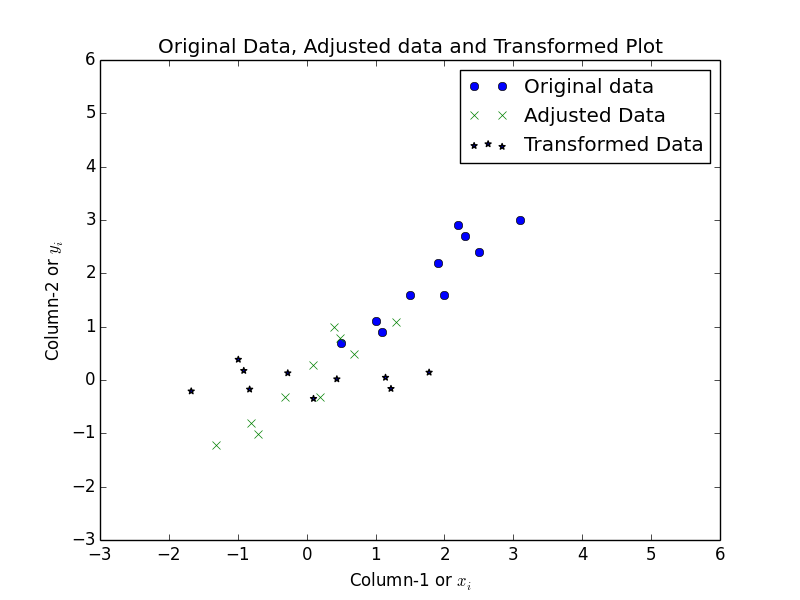 Original Data, Adjusted data and Transformed Plot
6
5
4
3
2
1
0
−1
−2
−3
Column-2 or y_i
Original data
Adjusted Data
Transformed Data
−3 −2 −1 0 1 2 3 4 5 6
Column-1 or x_i